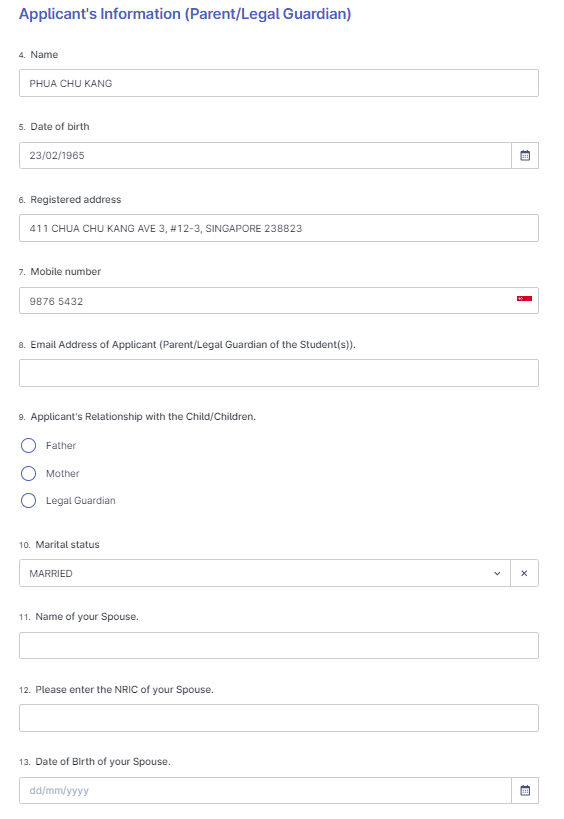 Applicant's Information (Parent/Legal Guardian)
4. Name
PHUA CHU KANG
5. Date of birth
23/02/1965
6. Registered address
411 CHUA CHU KANG AVE 3, #12-3, SINGAPORE 238823
7. Mobile number
9876 5432
8. Email Address of Applicant (Parent/Legal Guardian of the Student(s)).
9. Applicant's Relationship with the Child/Children.
Father
Mother
Legal Guardian
10. Marital status
MARRIED
11. Name of your Spouse.
12. Please enter the NRIC of your Spouse.
13. Date of BIrth of your Spouse.
dd/mm/yyyy